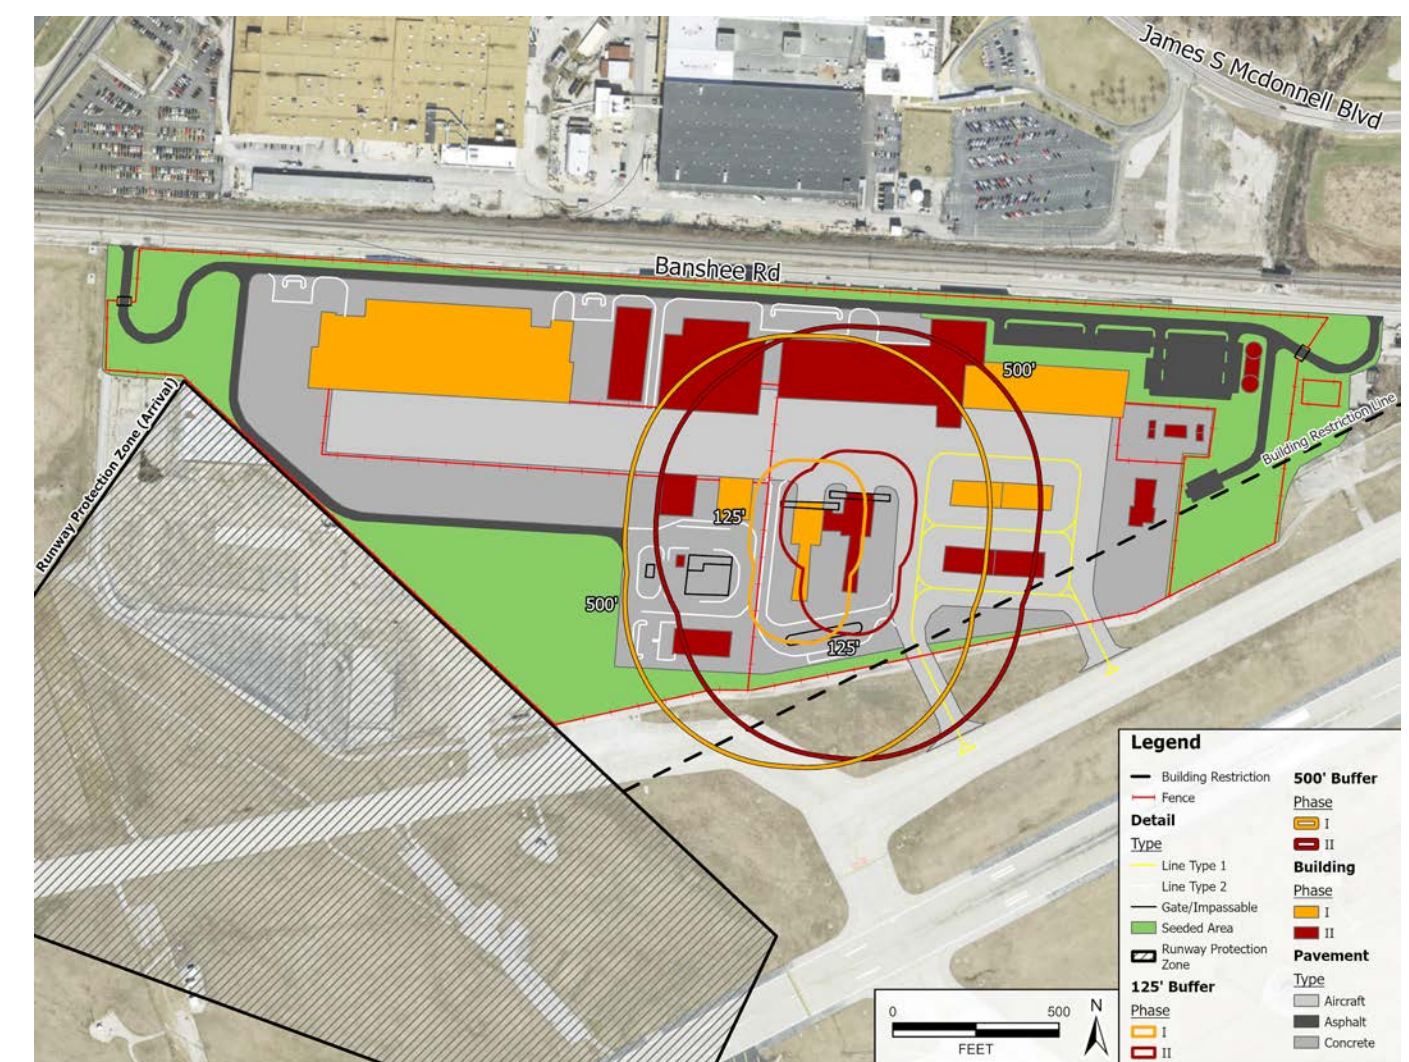 James S Mcdonnell Blvd
Banshee Rd
500'
Building Restriction Line
Runway Protection Zone (Arrival)
125'
500'
125'
Legend
Building Restriction
Fence
Detail
Type
Line Type 1
Line Type 2
Gate/Impassable
Seeded Area
Runway Protection
Zone
125' Buffer
Phase
I
II
500' Buffer
Phase
I
II
Building
Phase
I
II
Pavement
Type
Aircraft
Asphalt
Concrete
0 500
FEET
N